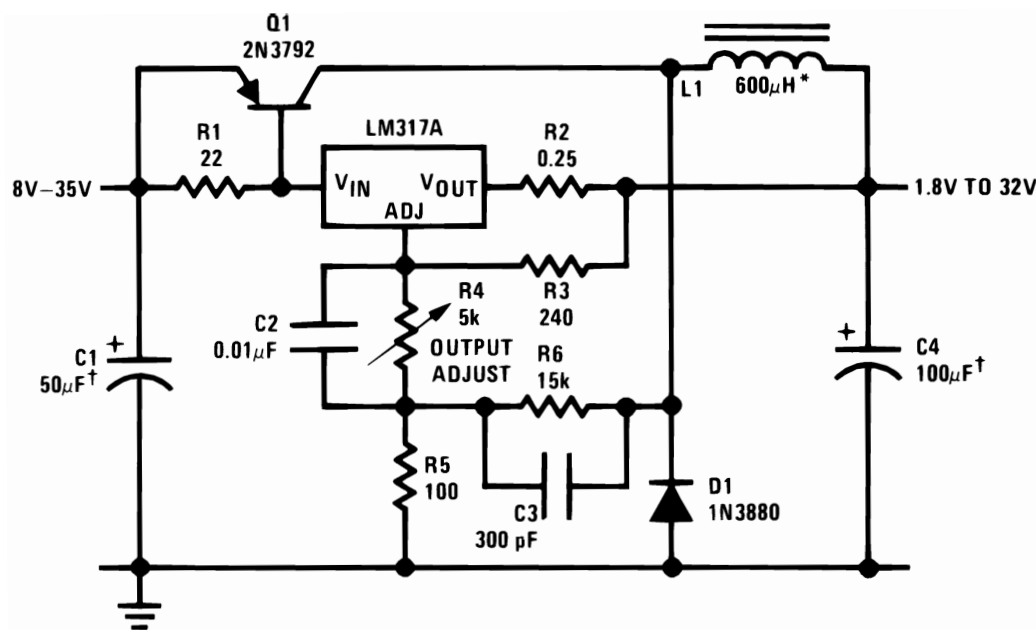 Q1
2N3792
L1
600μH*
R1
22
LM317A
R2
0.25
8V–35V
VIN
VOUT
ADJ
1.8V TO 32V
R4
5k
R3
240
C2
0.01μF
OUTPUT
ADJUST
R6
15k
+
C1
50μF†
+
C4
100μF†
R5
100
C3
300 pF
D1
1N3880